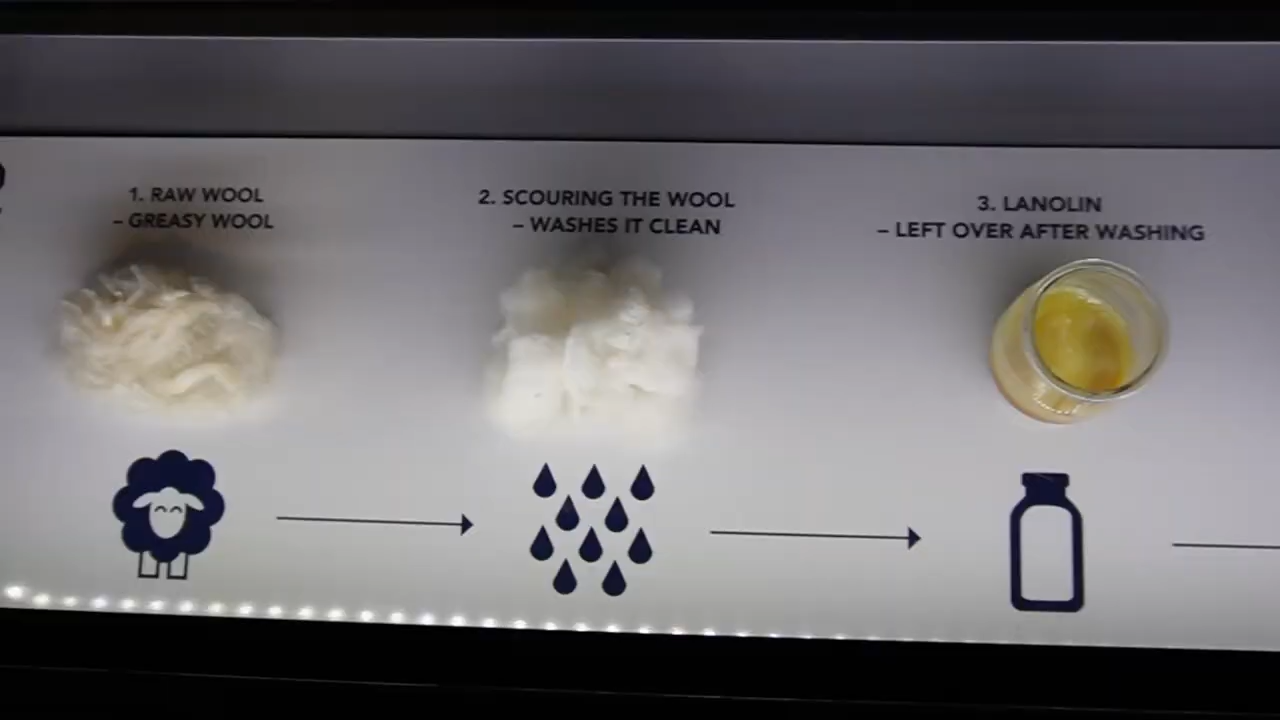 1. RAW WOOL
– GREASY WOOL
2. SCOURING THE WOOL
– WASHES IT CLEAN
3. LANOLIN
– LEFT OVER AFTER WASHING